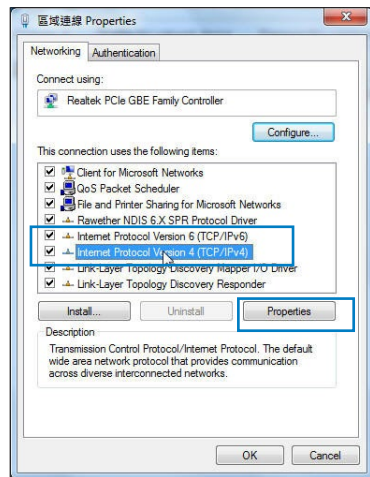 區域連線 Properties
Networking Authentication
Connect using:
Realtek PCIe GBE Family Controller
Configure...
This connection uses the following items:
Client for Microsoft Networks
QoS Packet Scheduler
File and Printer Sharing for Microsoft Networks
Rawether NDIS 6.X SPR Protocol Driver
Internet Protocol Version 6 (TCP/IPv6)
Internet Protocol Version 4 (TCP/IPv4)
Link-Layer Topology Discovery Mapper I/O Driver
Link-Layer Topology Discovery Responder
Install... Uninstall Properties
Description
Transmission Control Protocol/Internet Protocol. The default
wide area network protocol that provides communication
across diverse interconnected networks.
OK Cancel